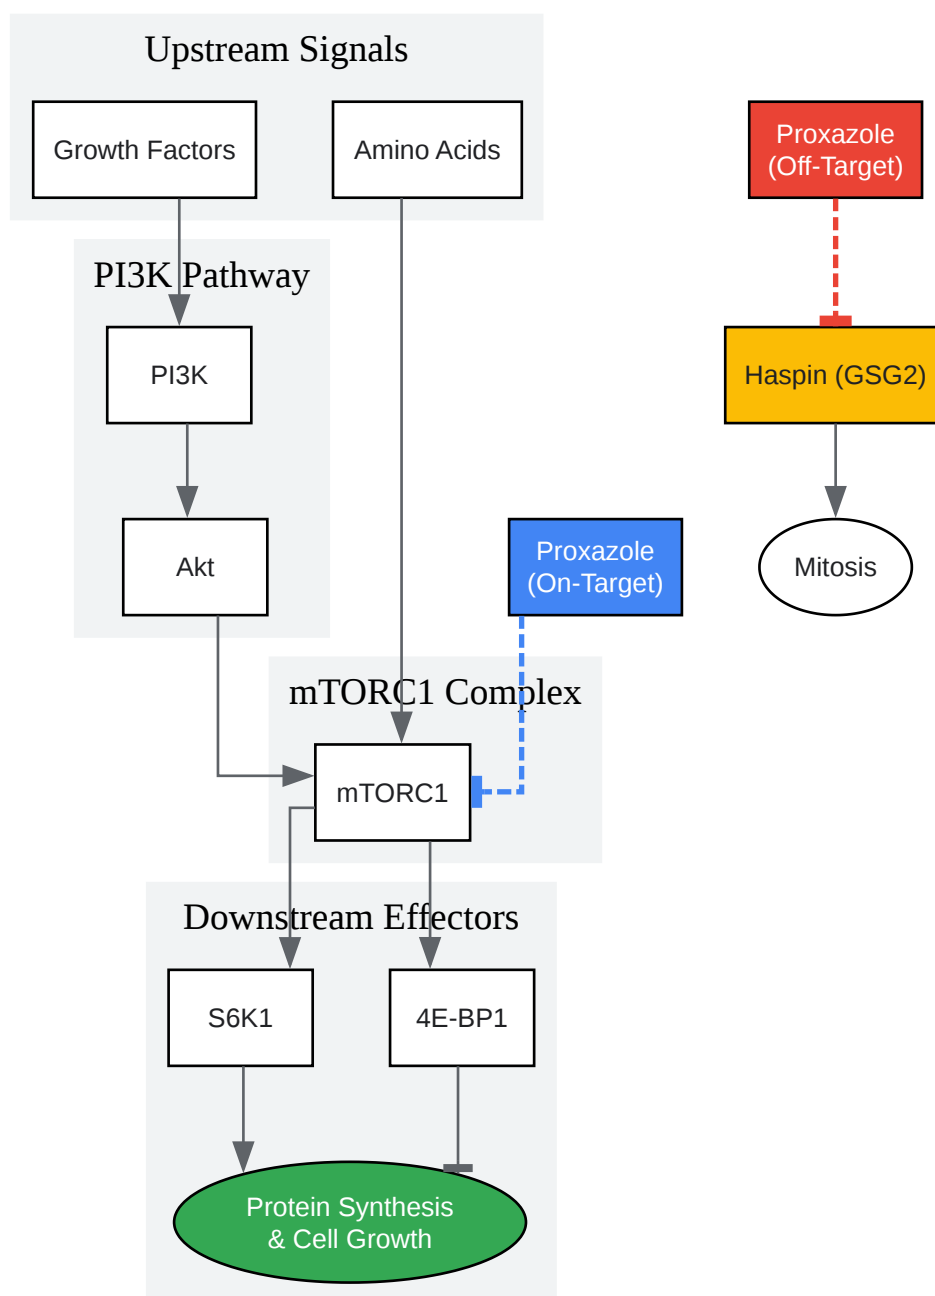 Upstream Signals
Growth Factors
Amino Acids
Proxazole
(Off-Target)
PI3K Pathway
PI3K
Haspin (GSG2)
Akt
Proxazole
(On-Target)
Mitosis
mTORC1 Complex
mTORC1
Downstream Effectors
S6K1
4E-BP1
Protein Synthesis
& Cell Growth